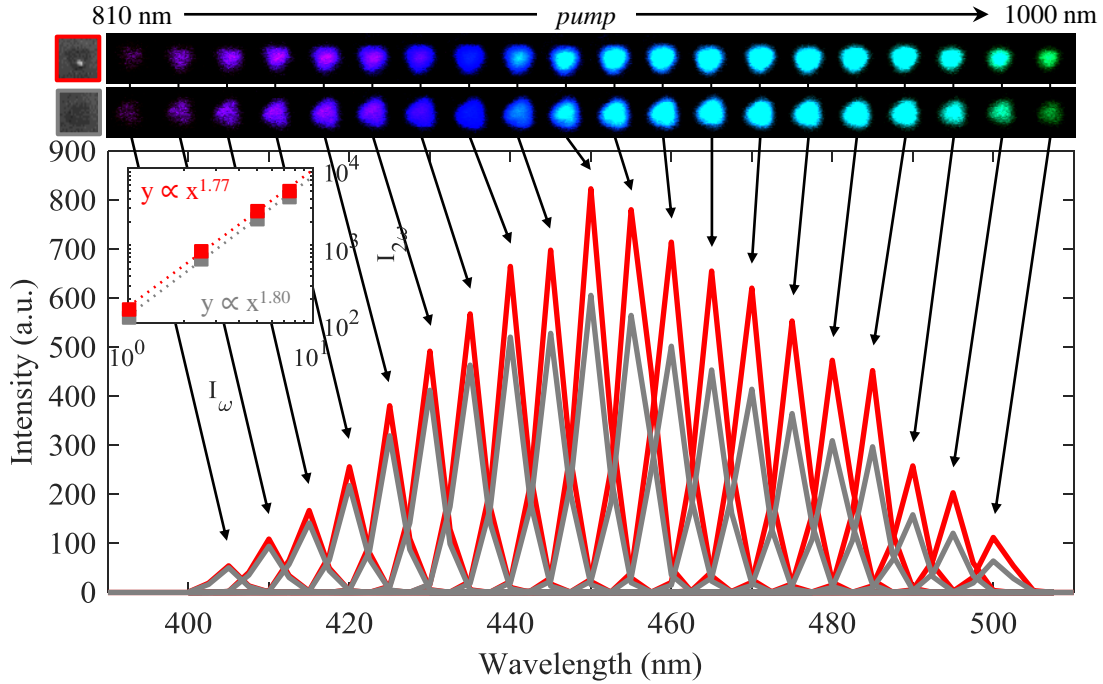 810 nm pump 1000 nm
900
800
700
600
500
400
300
200
100
0
Intensity (a.u.)
y ∝ x^1.77
y ∝ x^1.80
10^4
10^3
10^2
I_2ω
10^0 10^1
I_ω
400 420 440 460 480 500
Wavelength (nm)